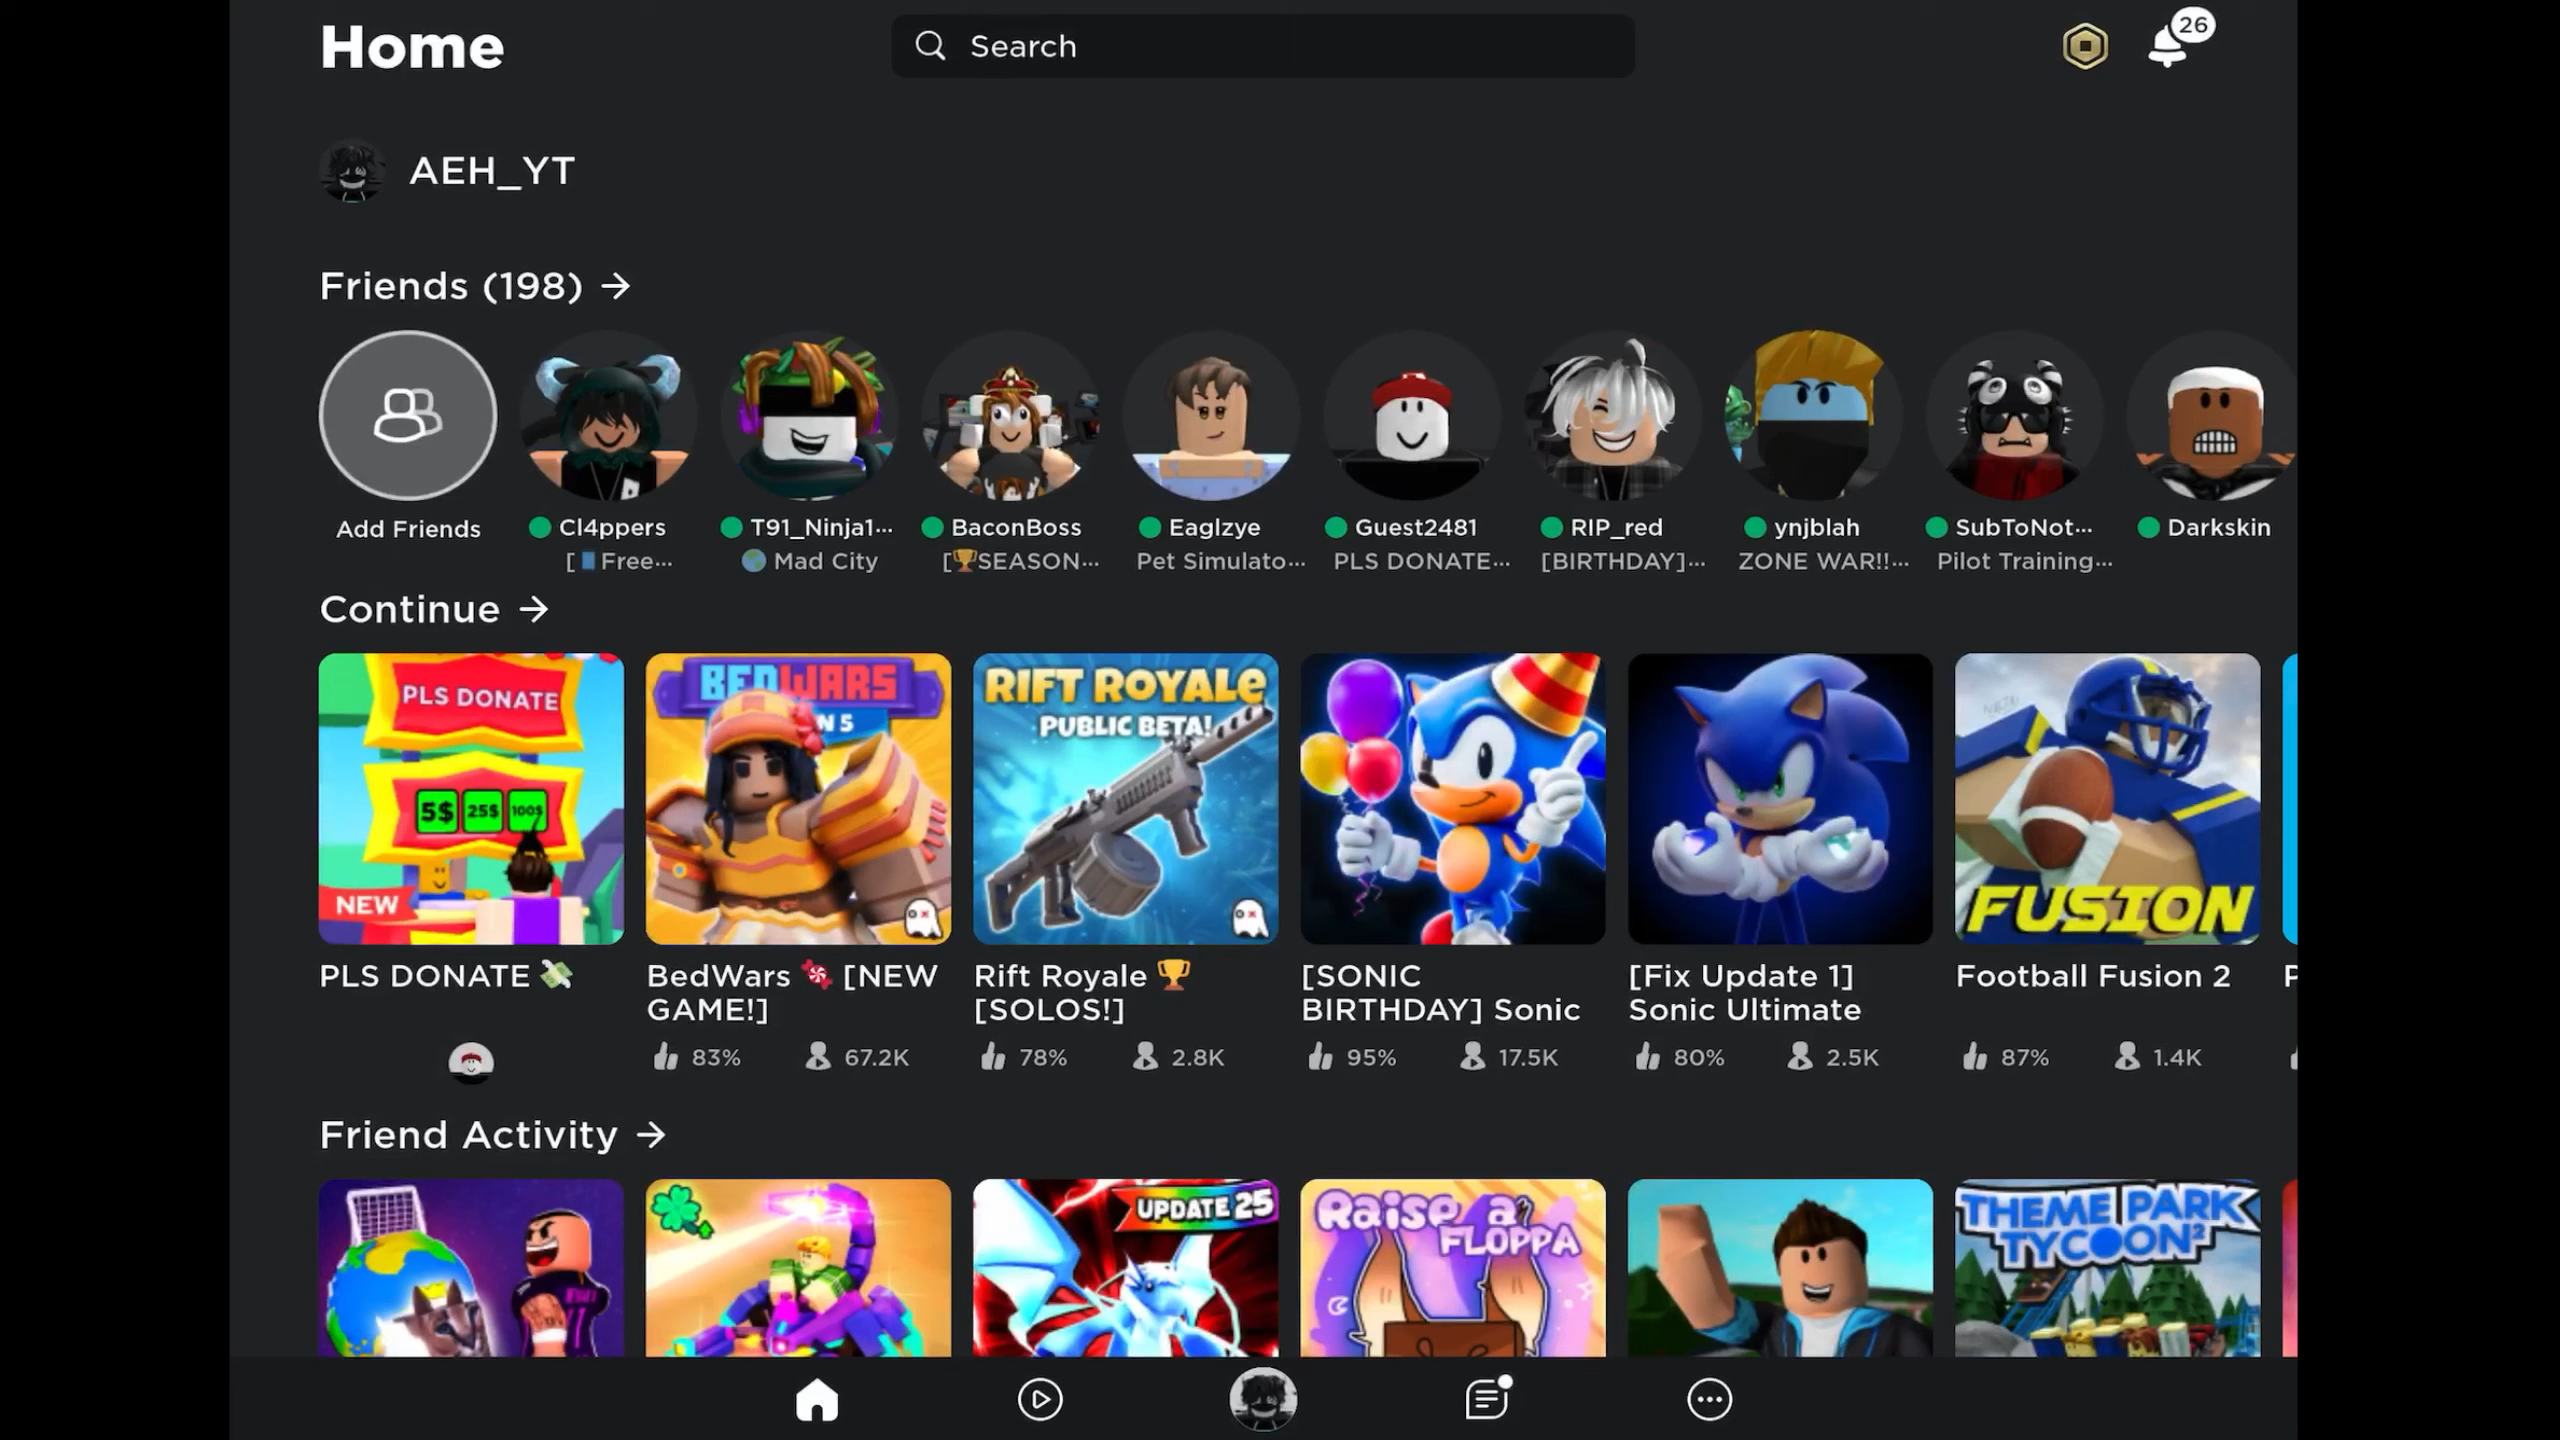 Home
Search
26
AEH_YT
Friends (198)
Add Friends
Cl4ppers
T91_Ninja1...
BaconBoss
Eaglzye
Guest2481
RIP_red
ynjblah
SubToNot...
Darkskin
[ Free...
Mad City
[🏆SEASON...
Pet Simulato...
PLS DONATE...
[BIRTHDAY]...
ZONE WAR!!...
Pilot Training...
Continue
PLS DONATE
5$ 25$ 100$
NEW
BEDWARS
N 5
RIFT ROYALE
PUBLIC BETA!
FUSION
PLS DONATE 💸
BedWars 🍬 [NEW
GAME!]
83% 67.2K
Rift Royale 🏆
[SOLOS!]
78% 2.8K
[SONIC
BIRTHDAY] Sonic
95% 17.5K
[Fix Update 1]
Sonic Ultimate
80% 2.5K
Football Fusion 2
87% 1.4K
Friend Activity
UPDATE 25
Raise a
FLOPPA
THEME PARK
TYCOON²